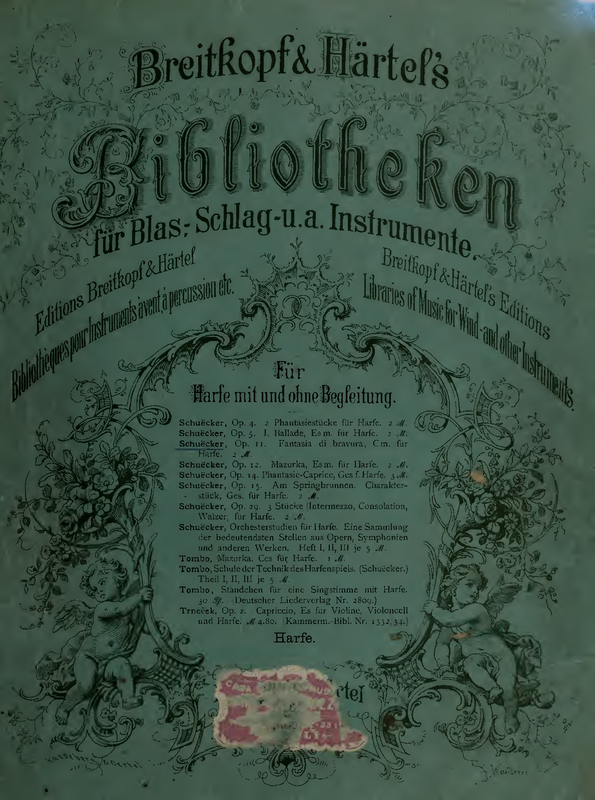 Breitkopf & Härtel's
Bibliotheken
für Blas-, Schlag- u. a. Instrumente.
Editions Breitkopf & Härtel
Bibliothèques pour Instruments à vent, à percussion etc.
Breitkopf & Härtel's Editions
Libraries of Music for Wind- and other Instruments.
Für
Harfe mit und ohne Begleitung.
Schuëcker, Op. 4. 2 Phantasiestücke für Harfe. 2 M.
Schuëcker, Op. 5. I. Ballade, Es m. für Harfe. 2 M.
Schuëcker, Op. 11. Fantasia di bravura, C m. für
Harfe. 2 M.
Schuëcker, Op. 12. Mazurka, Es m. für Harfe. 2 M.
Schuëcker, Op. 14. Phantasie-Caprice, Ges f. Harfe. 3 M.
Schuëcker, Op. 15. Am Springbrunnen. Charakter-
stück, Ges. für Harfe. 2 M.
Schuëcker, Op. 29. 3 Stücke (Intermezzo, Consolation,
Walzer) für Harfe. 2 M.
Schuëcker, Orchesterstudien für Harfe. Eine Sammlung
der bedeutendsten Stellen aus Opern, Symphonien
und anderen Werken. Heft I, II, III je 5 M.
Tombo, Mazurka, Ces für Harfe. 1 M.
Tombo, Schule der Technik des Harfenspiels. (Schuëcker.)
Theil I, II, III je 5 M.
Tombo, Ständchen für eine Singstimme mit Harfe.
50 Pf. (Deutscher Liederverlag Nr. 2809.)
Trneček, Op. 2. Capriccio, Es für Violine, Violoncell
und Harfe. M 4.80. (Kammerm.-Bibl. Nr. 1532/34.)
Harfe.
rtel
CASA